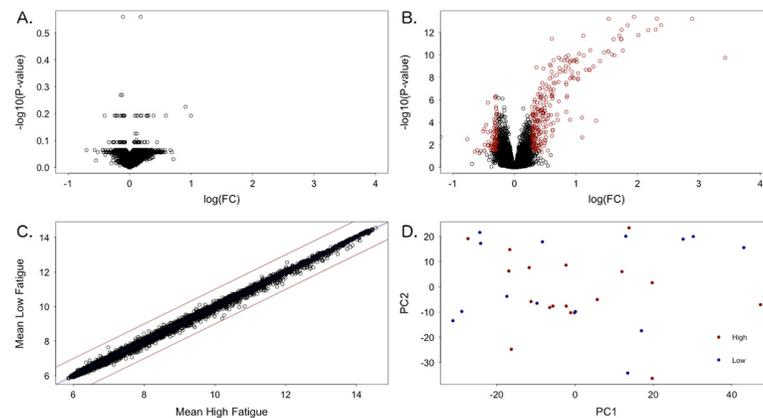 A.
-log10(P-value)
0.5
0.4
0.3
0.2
0.1
0.0
-1 0 1 2 3 4
log(FC)
B.
-log10(P-value)
12
10
8
6
4
2
0
-1 0 1 2 3 4
log(FC)
C.
Mean Low Fatigue
14
12
10
8
6
6 8 10 12 14
Mean High Fatigue
D.
PC2
20
10
0
-10
-20
-30
High
Low
-20 0 20 40
PC1